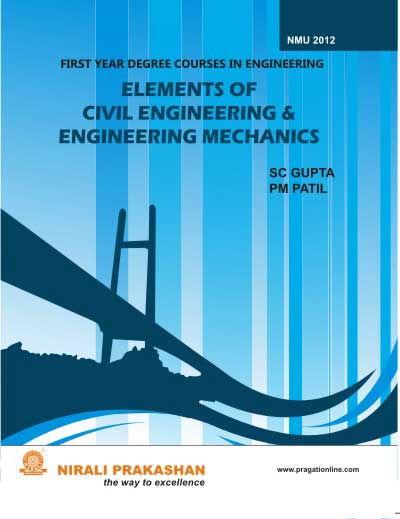 NMU 2012
FIRST YEAR DEGREE COURSES IN ENGINEERING
ELEMENTS OF
CIVIL ENGINEERING &
ENGINEERING MECHANICS
SC GUPTA
PM PATIL
NIRALI PRAKASHAN
the way to excellence
www.pragationline.com